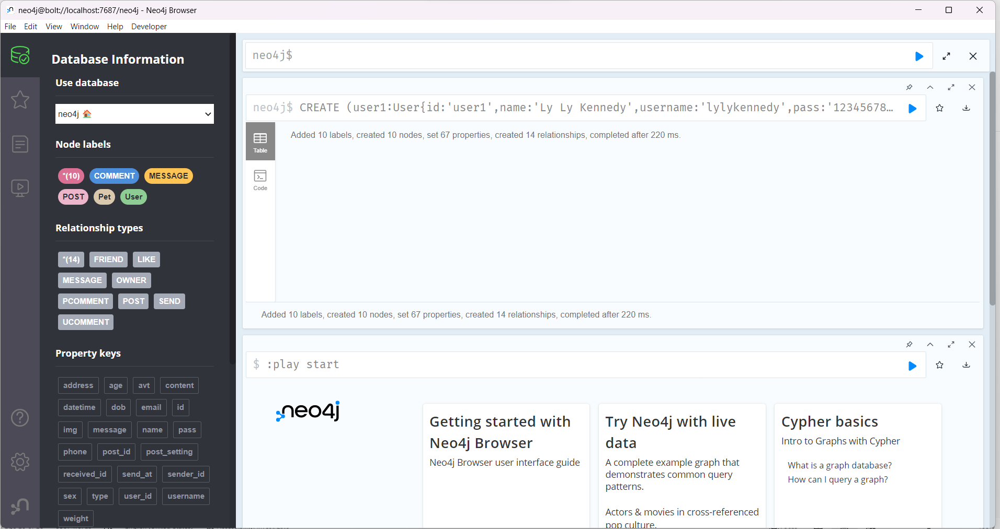 neo4j@bolt://localhost:7687/neo4j - Neo4j Browser
File Edit View Window Help Developer
Database Information
Use database
neo4j
Node labels
*(10) COMMENT MESSAGE
POST Pet User
Relationship types
*(14) FRIEND LIKE
MESSAGE OWNER
PCOMMENT POST SEND
UCOMMENT
Property keys
address age avt content
datetime dob email id
img message name pass
phone post_id post_setting
received_id send_at sender_id
sex type user_id username
weight
neo4j$
neo4j$ CREATE (user1:User{id:'user1',name:'Ly Ly Kennedy',username:'lylykennedy',pass:'12345678…
Table
Code
Added 10 labels, created 10 nodes, set 67 properties, created 14 relationships, completed after 220 ms.
Added 10 labels, created 10 nodes, set 67 properties, created 14 relationships, completed after 220 ms.
$ :play start
neo4j
Getting started with
Neo4j Browser
Neo4j Browser user interface guide
Try Neo4j with live
data
A complete example graph that
demonstrates common query
patterns.
Actors & movies in cross-referenced
pop culture.
Cypher basics
Intro to Graphs with Cypher
What is a graph database?
How can I query a graph?